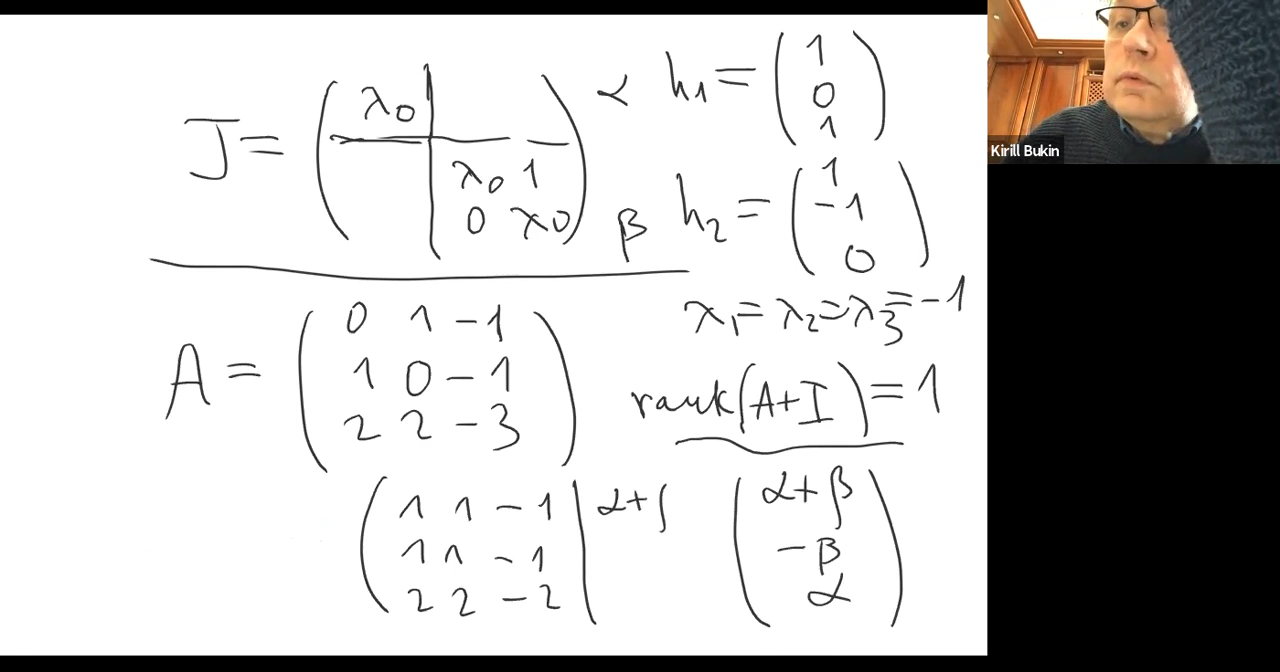 J = ( λ0 | λ0 1 0 λ0 )
α h1 = ( 1 0 1 )
β h2 = ( 1 -1 0 )
λ1 = λ2 = λ3 = -1
A = ( 0 1 -1
1 0 -1
2 2 -3 )
rank(A+I) = 1
( 1 1 -1 | α+β
1 1 -1
2 2 -2 |
( α+β
-β
α )
Kirill Bukin